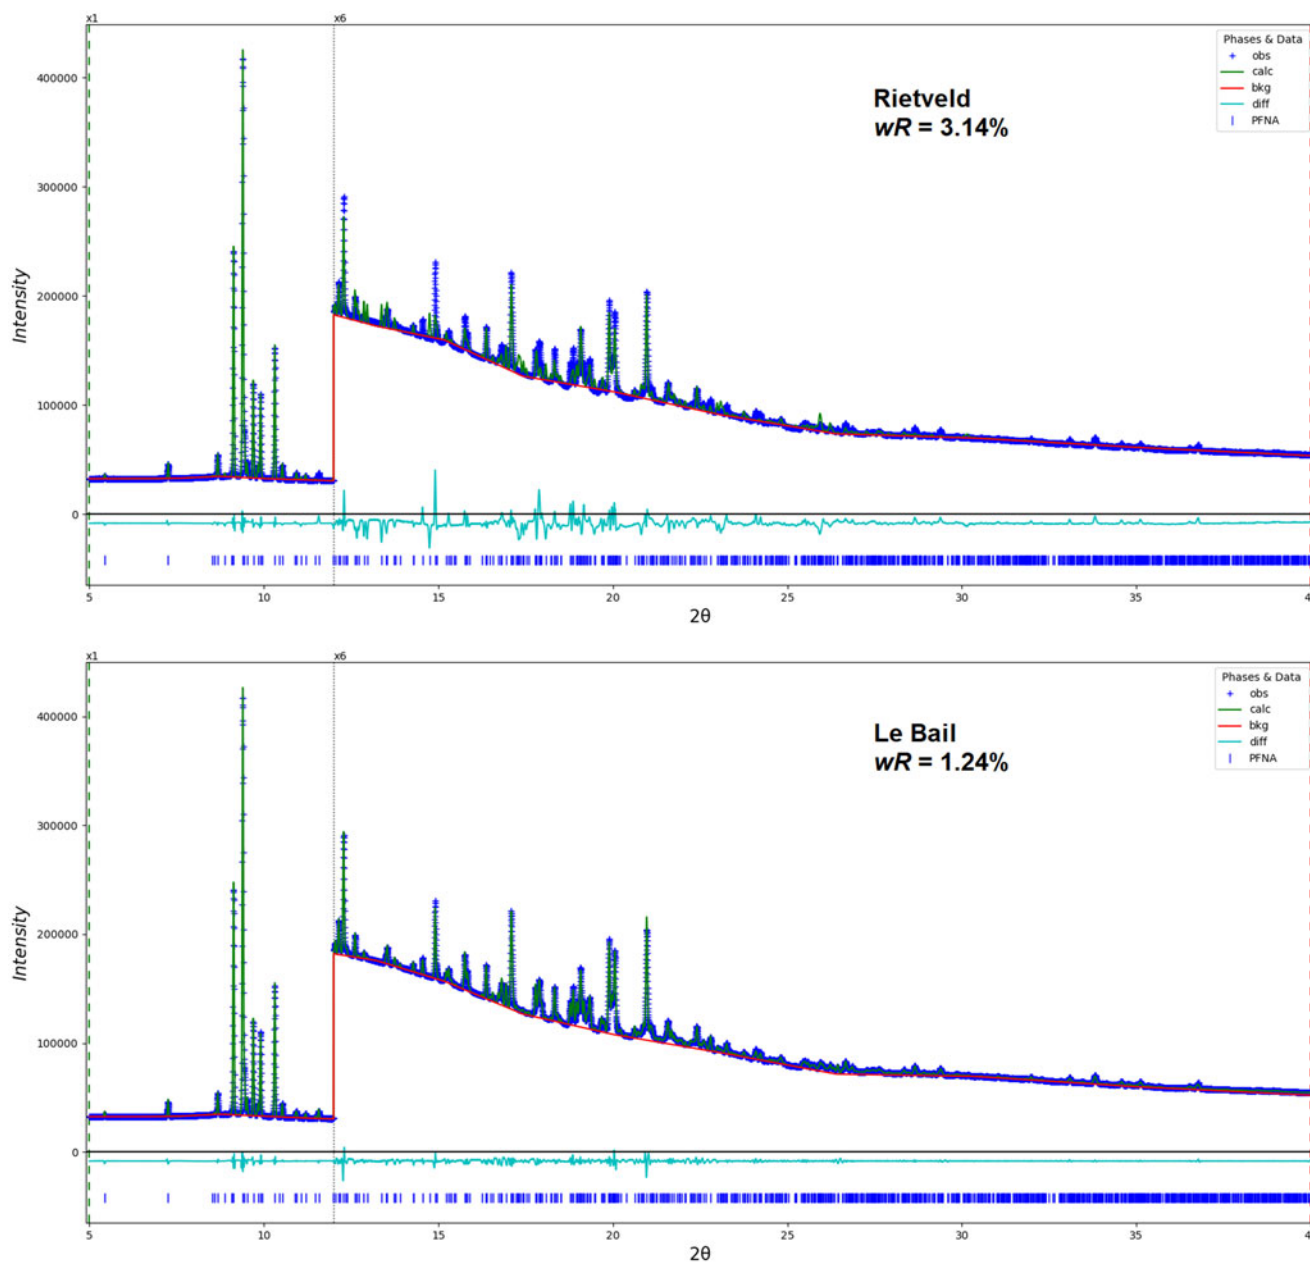 x1
x6
Phases & Data
obs
calc
bkg
diff
PFNA
Rietveld
wR = 3.14%
Intensity
400000
300000
200000
100000
0
5
10
15
20
25
30
35
4
2θ
x1
x6
Phases & Data
obs
calc
bkg
diff
PFNA
Le Bail
wR = 1.24%
Intensity
400000
300000
200000
100000
0
5
10
15
20
25
30
35
4
2θ